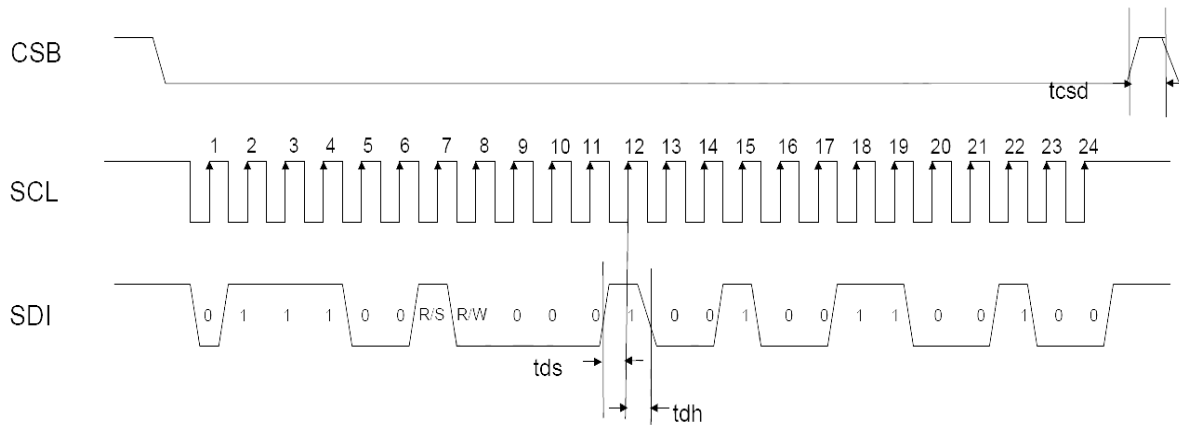 CSB
tcsd
1 2 3 4 5 6 7 8 9 10 11 12 13 14 15 16 17 18 19 20 21 22 23 24
SCL
SDI
0 1 1 1 0 0 R/S R/W 0 0 0 1 0 0 1 0 0 1 1 0 0 1 0 0
tds
tdh